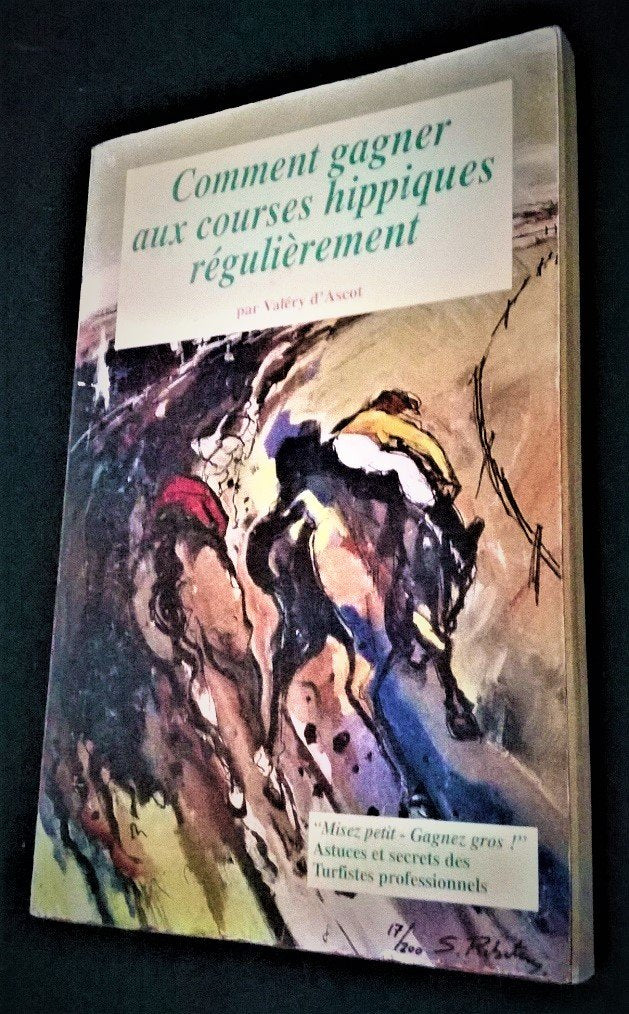 Comment gagner
aux courses hippiques
régulièrement
par Valéry d'Ascot
"Misez petit - Gagnez gros !"
Astuces et secrets des
Turfistes professionnels
17/200 S.